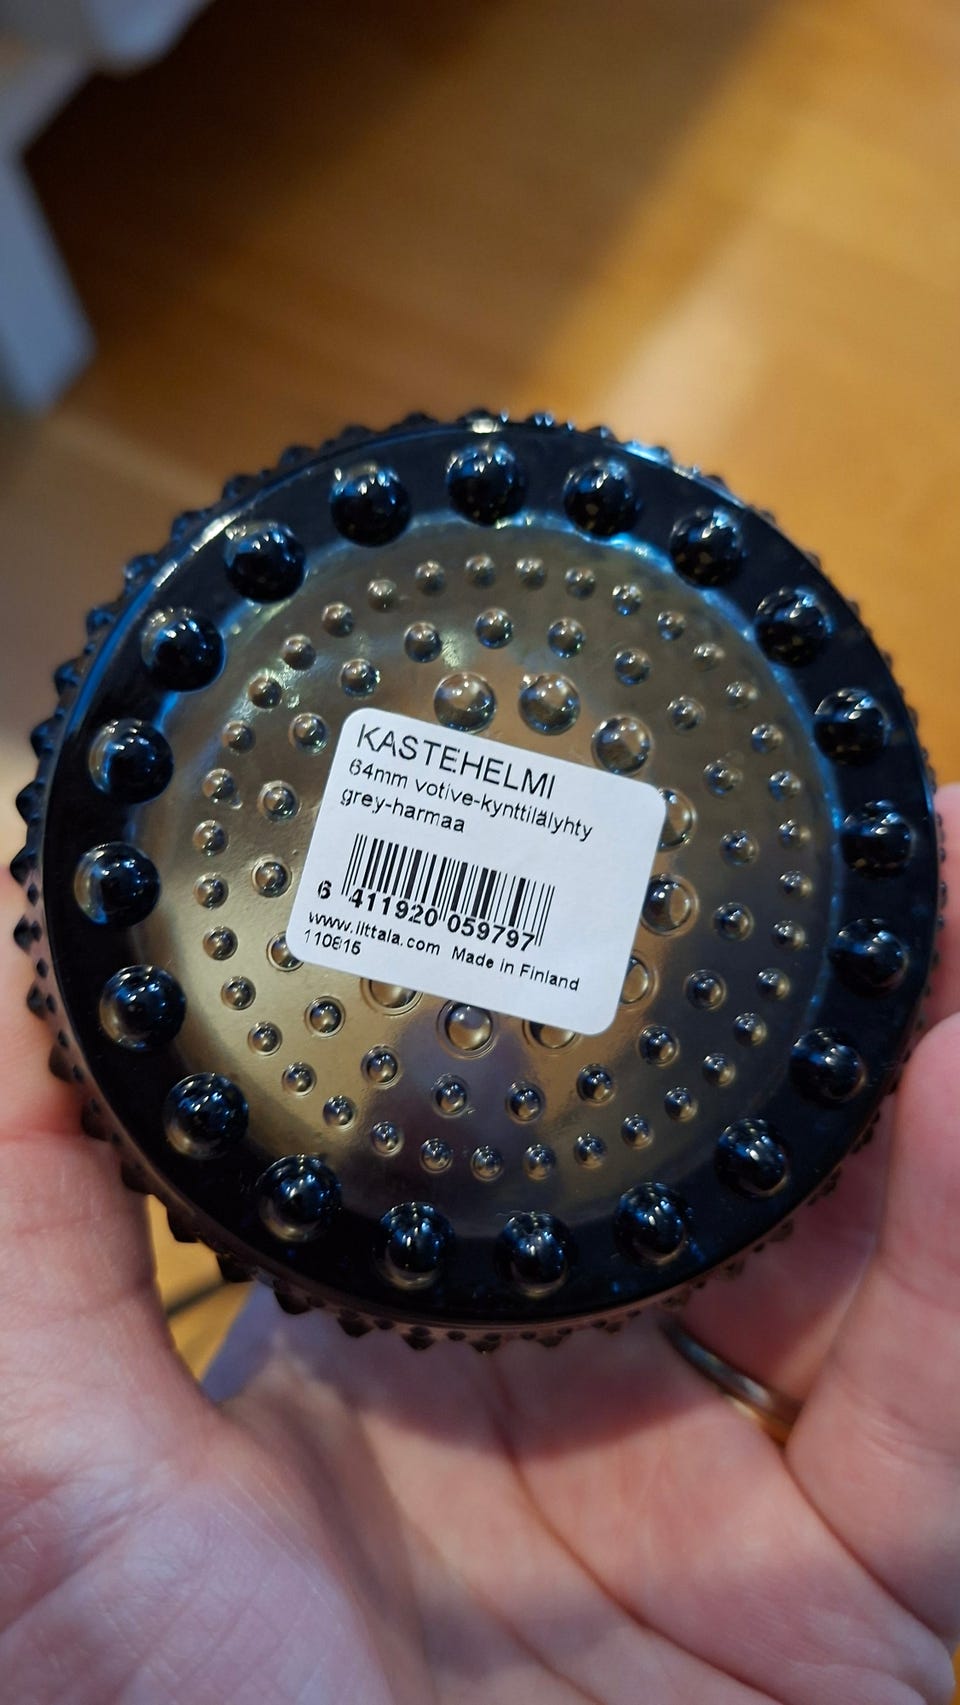 KASTEHELMI
64mm votive-kynttilälyhty
grey-harmaa
6 411920 059797
www.iittala.com Made in Finland
110815